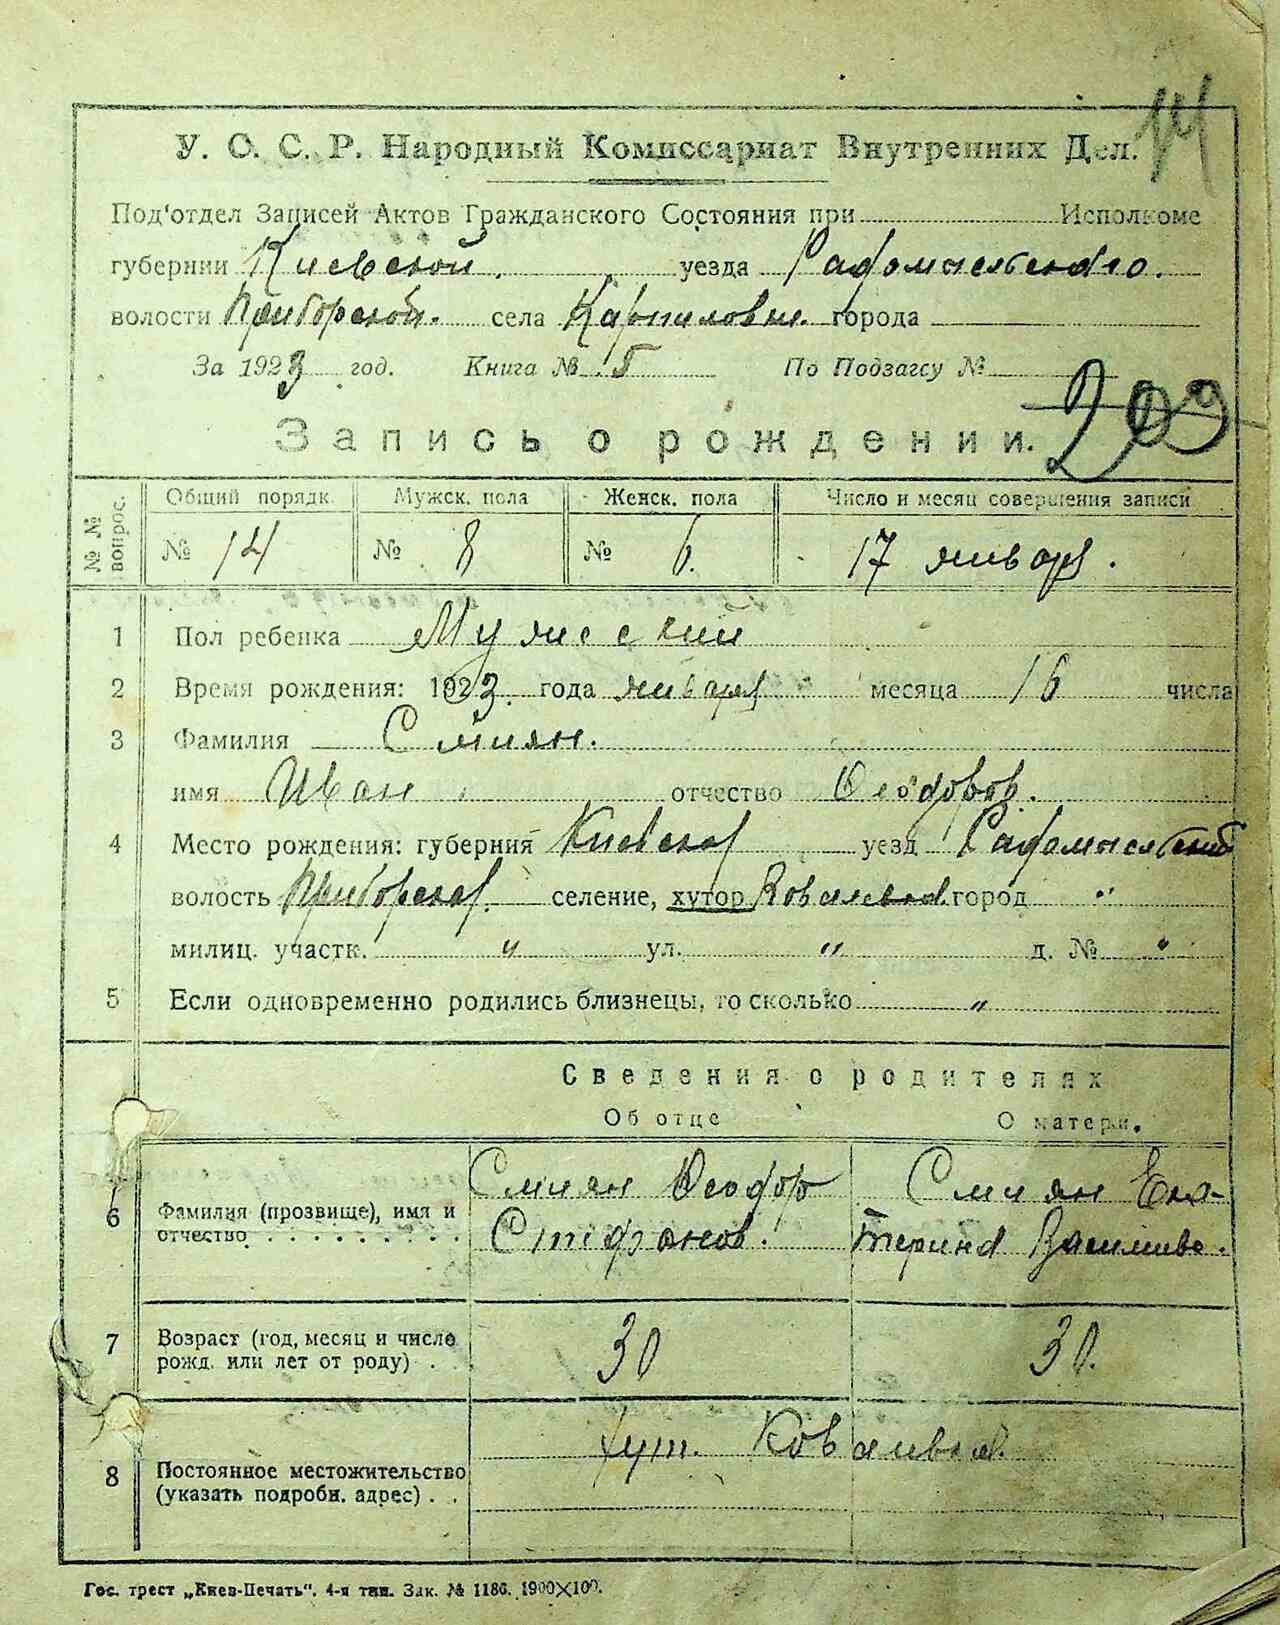 14
У. С. С. Р. Народный Комиссариат Внутренних Дел.
Под'отдел Записей Актов Гражданского Состояния при Исполкоме
губернии Киевской. уезда Радомысльского.
волости Приборской. села Карпиловки. города
За 1923 год. Книга № 5 По Подзагсу №
203
Запись о рождении.
№ № вопрос. Общий порядк. Мужск. пола Женск. пола Число и месяц совершения записи
№ 14 № 8 № 6. 17 января.
1 Пол ребенка Мужеский
2 Время рождения: 1923. года января месяца 16 числа
3 Фамилия Смиян.
имя Иван отчество Феодоров.
4 Место рождения: губерния Киевская уезд Радомысльский
волость Приборская. селение, хутор Ковалевка город "
милиц. участк. " ул. " д. № "
5 Если одновременно родились близнецы, то сколько "
Сведения о родителях
Об отце О матери.
6 Фамилия (прозвище), имя и отчество Смиян Феодор Стефанов. Смиян Екатерина Василиев.
7 Возраст (год, месяц и число рожд. или лет от роду) 30 30.
8 Постоянное местожительство (указать подробн. адрес) хут. Ковалевка.
Гос. трест „Киев-Печать". 4-я тип. Зак. № 1186. 1900×100.